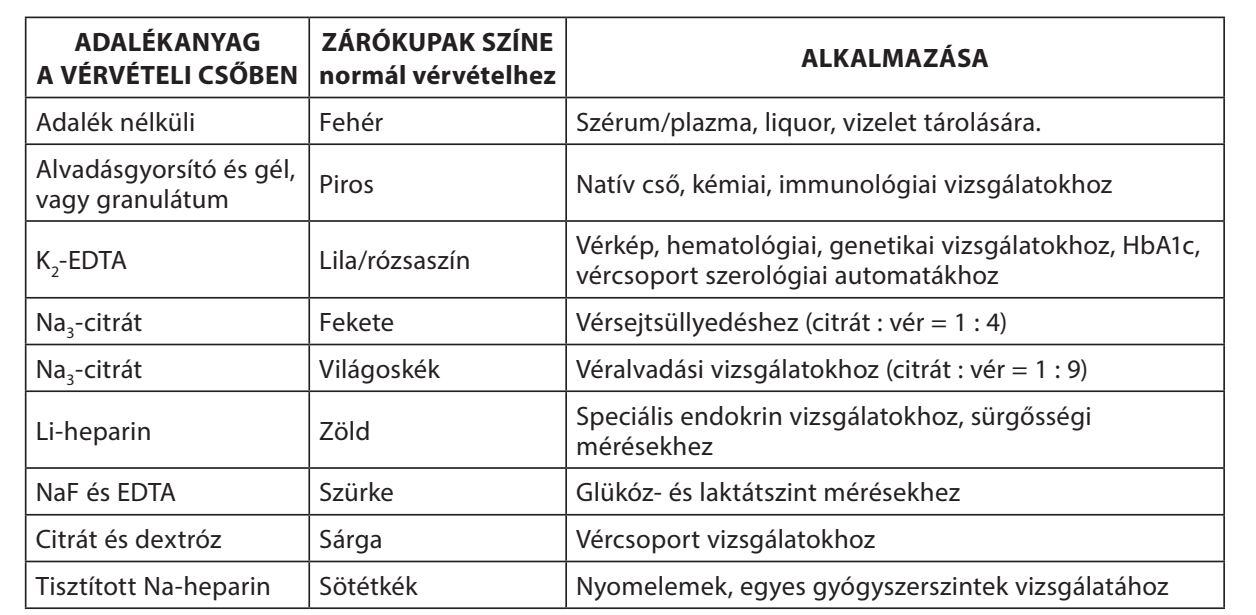 ADALÉKANYAG
A VÉRVÉTELI CSŐBEN
ZÁRÓKUPAK SZÍNE
normál vérvételhez
ALKALMAZÁSA
Adalék nélküli
Fehér
Szérum/plazma, liquor, vizelet tárolására.
Alvadásgyorsító és gél,
vagy granulátum
Piros
Natív cső, kémiai, immunológiai vizsgálatokhoz
K₂-EDTA
Lila/rózsaszín
Vérkép, hematológiai, genetikai vizsgálatokhoz, HbA1c,
vércsoport szerológiai automatákhoz
Na₃-citrát
Fekete
Vérsejtsüllyedéshez (citrát : vér = 1 : 4)
Na₃-citrát
Világoskék
Véralvadási vizsgálatokhoz (citrát : vér = 1 : 9)
Li-heparin
Zöld
Speciális endokrin vizsgálatokhoz, sürgősségi
mérésekhez
NaF és EDTA
Szürke
Glükóz- és laktátszint mérésekhez
Citrát és dextróz
Sárga
Vércsoport vizsgálatokhoz
Tisztított Na-heparin
Sötétkék
Nyomelemek, egyes gyógyszerszintek vizsgálatához